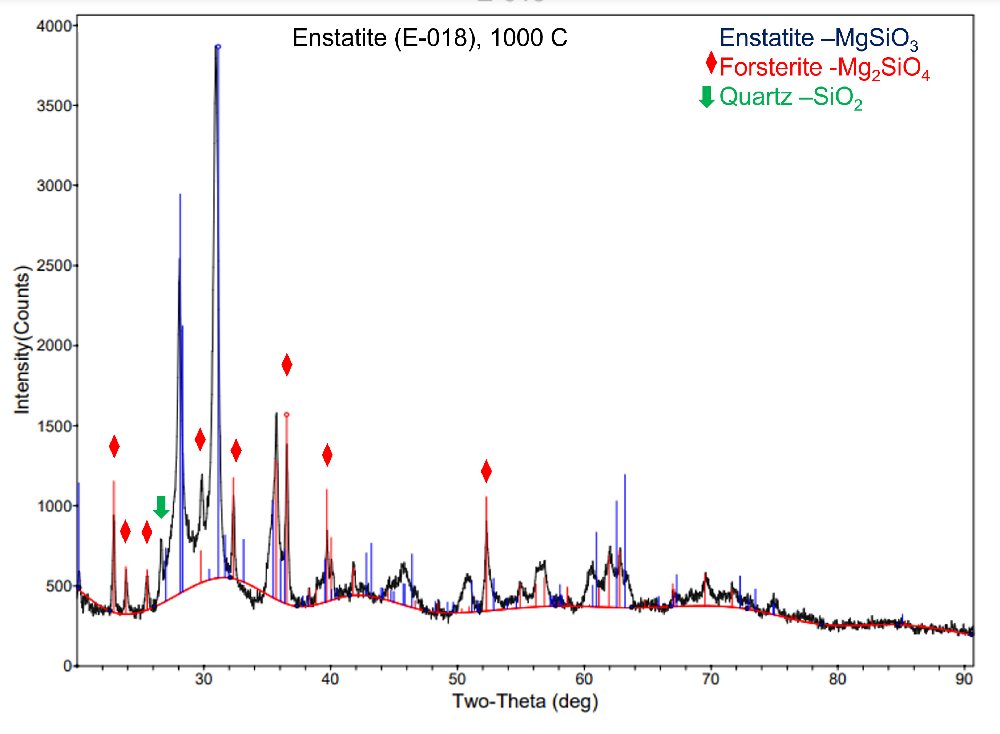 Enstatite (E-018), 1000 C
Enstatite –MgSiO₃
Forsterite -Mg₂SiO₄
Quartz –SiO₂
Intensity(Counts)
4000
3500
3000
2500
2000
1500
1000
500
0
30 40 50 60 70 80 90
Two-Theta (deg)